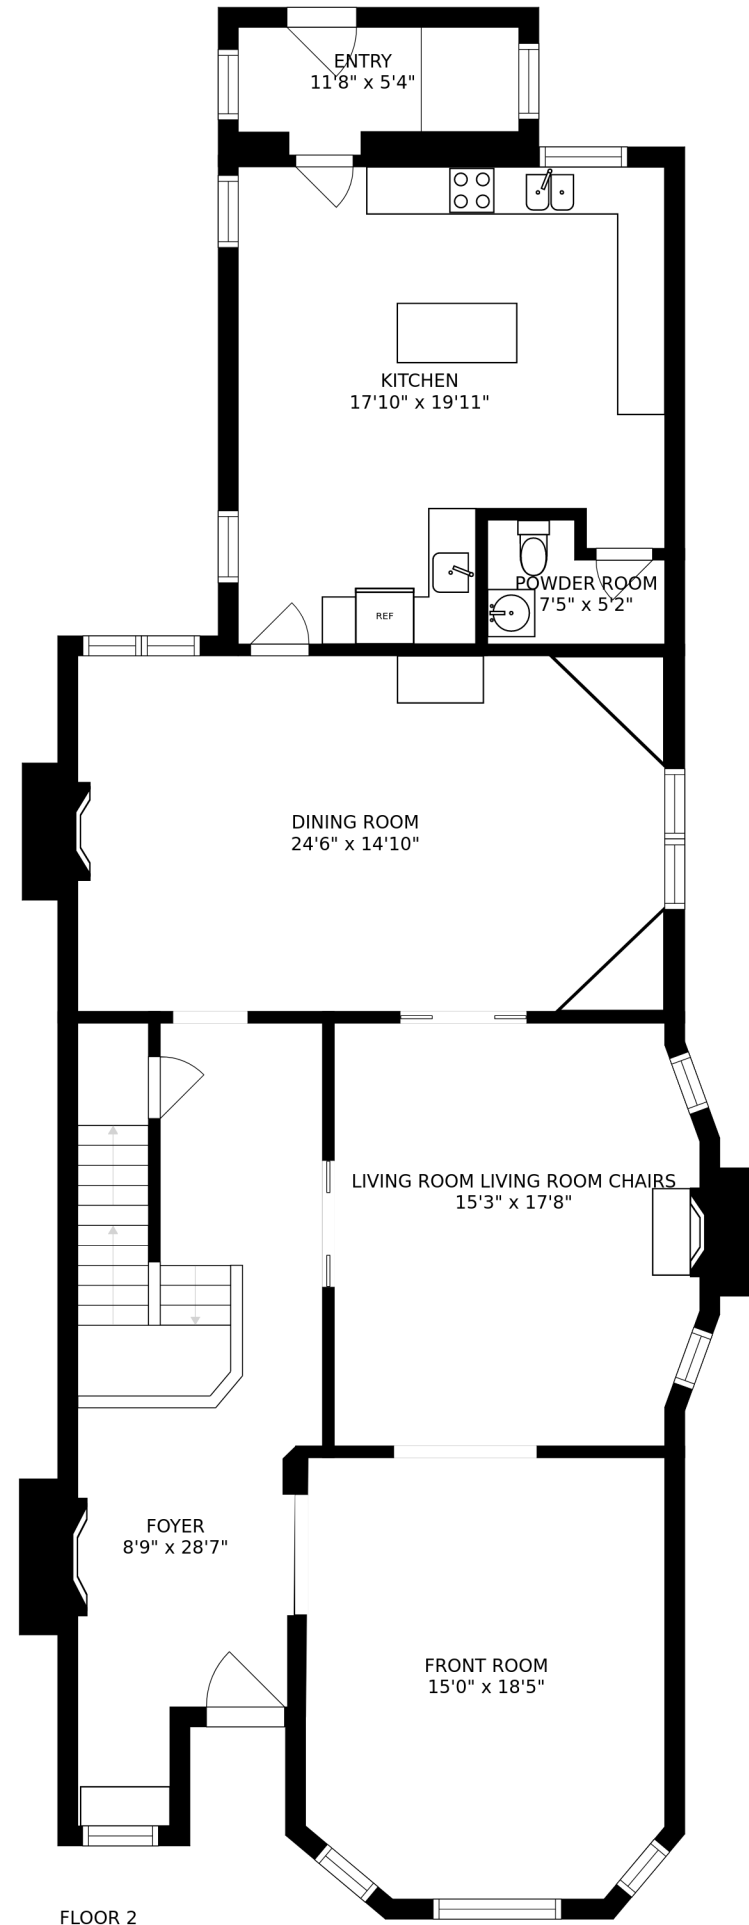 ENTRY
11'8" x 5'4"
KITCHEN
17'10" x 19'11"
POWDER ROOM
7'5" x 5'2"
REF
DINING ROOM
24'6" x 14'10"
LIVING ROOM LIVING ROOM CHAIRS
15'3" x 17'8"
FOYER
8'9" x 28'7"
FRONT ROOM
15'0" x 18'5"
FLOOR 2